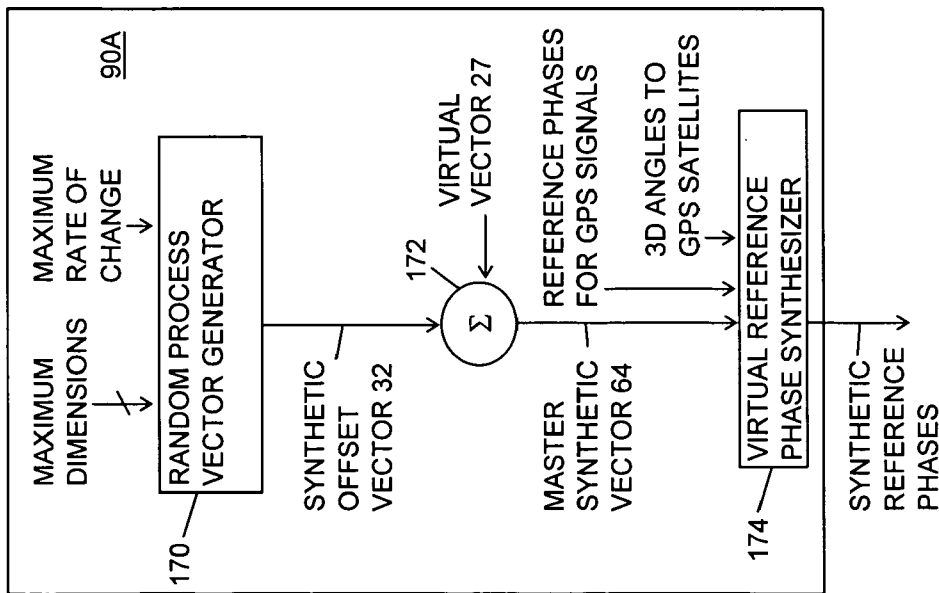 90A
MAXIMUM
DIMENSIONS
MAXIMUM
RATE OF
CHANGE
RANDOM PROCESS
VECTOR GENERATOR
170
SYNTHETIC
OFFSET
VECTOR 32
172
Σ
VIRTUAL
VECTOR 27
MASTER
SYNTHETIC
VECTOR 64
REFERENCE PHASES
FOR GPS SIGNALS
3D ANGLES TO
GPS SATELLITES
VIRTUAL REFERENCE
PHASE SYNTHESIZER
174
SYNTHETIC
REFERENCE
PHASES